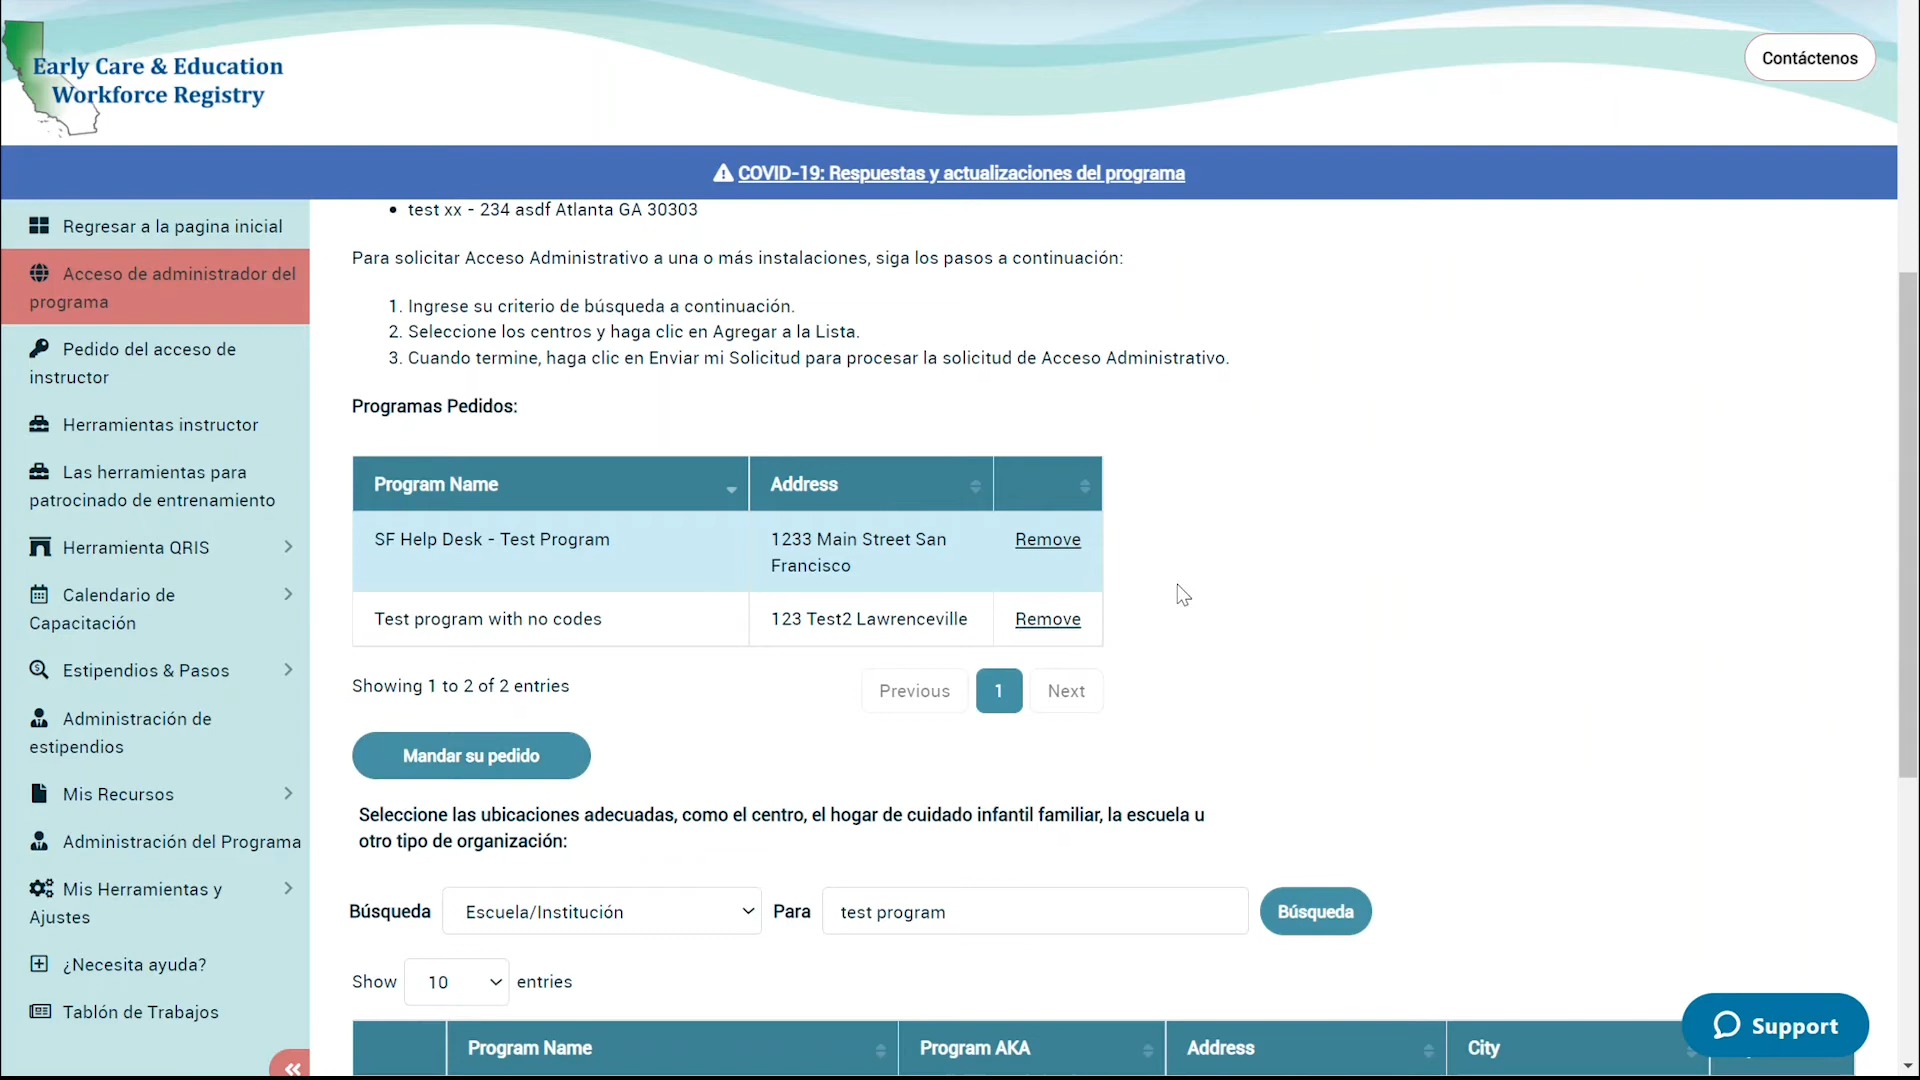 Early Care & Education
Workforce Registry
Contáctenos
COVID-19: Respuestas y actualizaciones del programa
Regresar a la pagina inicial
Acceso de administrador del
programa
Pedido del acceso de
instructor
Herramientas instructor
Las herramientas para
patrocinado de entrenamiento
Herramienta QRIS
Calendario de
Capacitación
Estipendios & Pasos
Administración de
estipendios
Mis Recursos
Administración del Programa
Mis Herramientas y
Ajustes
¿Necesita ayuda?
Tablón de Trabajos
• test xx - 234 asdf Atlanta GA 30303
Para solicitar Acceso Administrativo a una o más instalaciones, siga los pasos a continuación:
1. Ingrese su criterio de búsqueda a continuación.
2. Seleccione los centros y haga clic en Agregar a la Lista.
3. Cuando termine, haga clic en Enviar mi Solicitud para procesar la solicitud de Acceso Administrativo.
Programas Pedidos:
Program Name Address
SF Help Desk - Test Program 1233 Main Street San Remove
Francisco
Test program with no codes 123 Test2 Lawrenceville Remove
Showing 1 to 2 of 2 entries Previous 1 Next
Mandar su pedido
Seleccione las ubicaciones adecuadas, como el centro, el hogar de cuidado infantil familiar, la escuela u
otro tipo de organización:
Búsqueda Escuela/Institución Para test program Búsqueda
Show 10 entries
Program Name Program AKA Address City
Support